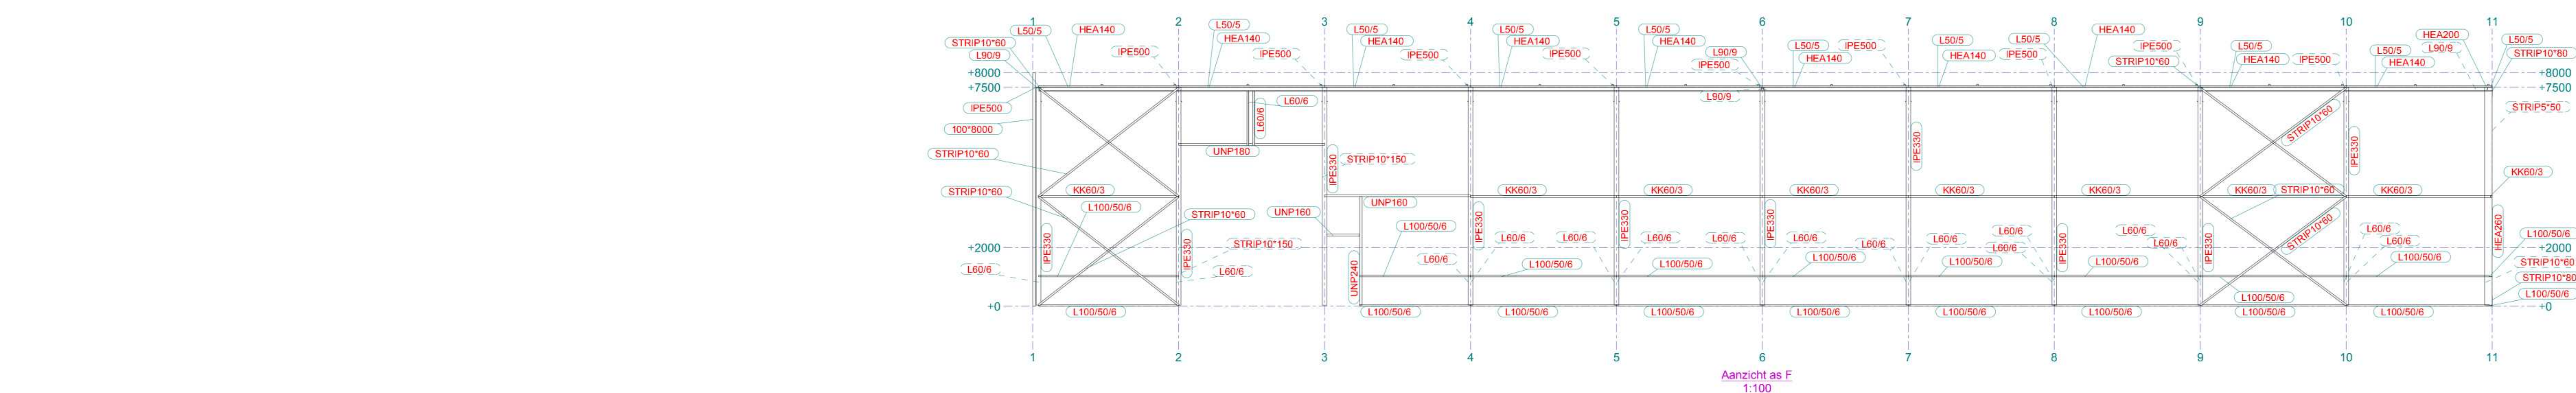 1 2 3 4 5 6 7 8 9 10 11
L50/5 HEA140 L50/5 L50/5 L50/5 L50/5 L50/5 L50/5 HEA140 HEA200 L50/5
STRIP10*60 IPE500 HEA140 IPE500 HEA140 IPE500 HEA140 IPE500 HEA140 L90/9 L50/5 IPE500 HEA140 IPE500 IPE500 L50/5 IPE500 L50/5 L90/9 STRIP10*80
L90/9 IPE500 HEA140 STRIP10*60 HEA140 HEA140
+8000 +8000
+7500 +7500
IPE500 L60/6 L60/6 L90/9 STRIP5*50
100*8000 STRIP10*60
STRIP10*60 UNP180 IPE330 STRIP10*150 IPE330 IPE330
STRIP10*60 KK60/3 KK60/3 KK60/3 KK60/3 KK60/3 KK60/3 KK60/3 STRIP10*60 KK60/3 KK60/3
L100/50/6 STRIP10*60 UNP160 UNP160
IPE330 IPE330 L100/50/6 IPE330 IPE330 IPE330 IPE330 IPE330 STRIP10*60 HEA260
L60/6 L60/6 L60/6 L60/6 L60/6 L60/6 L60/6 L60/6 L60/6 L100/50/6
+2000 STRIP10*150 L60/6 L60/6 L60/6 L60/6 +2000
L60/6 L60/6 UNP240 L60/6 L100/50/6 L100/50/6 L100/50/6 L100/50/6 L100/50/6 L100/50/6 STRIP10*60
STRIP10*80
+0 L100/50/6 L100/50/6 +0
L100/50/6 L100/50/6 L100/50/6 L100/50/6 L100/50/6 L100/50/6 L100/50/6 L100/50/6 L100/50/6
1 2 3 4 5 6 7 8 9 10 11
Aanzicht as F
1:100